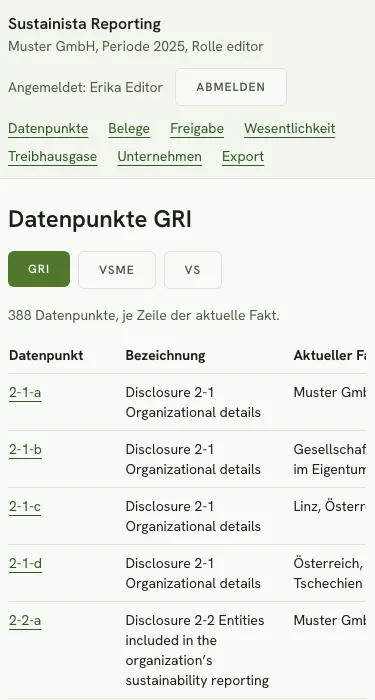 Sustainista Reporting
Muster GmbH, Periode 2025, Rolle editor
Angemeldet: Erika Editor ABMELDEN
Datenpunkte Belege Freigabe Wesentlichkeit
Treibhausgase Unternehmen Export
Datenpunkte GRI
GRI VSME VS
388 Datenpunkte, je Zeile der aktuelle Fakt.
Datenpunkt Bezeichnung Aktueller
2-1-a Disclosure 2-1 Muster
Organizational details
2-1-b Disclosure 2-1
Organizational details im
2-1-c Disclosure 2-1 Linz,
Organizational details
2-1-d Disclosure 2-1 Österreich,
Organizational details Tschechien
2-2-a Disclosure 2-2 Entities Muster
included in the
organization's
sustainability reporting